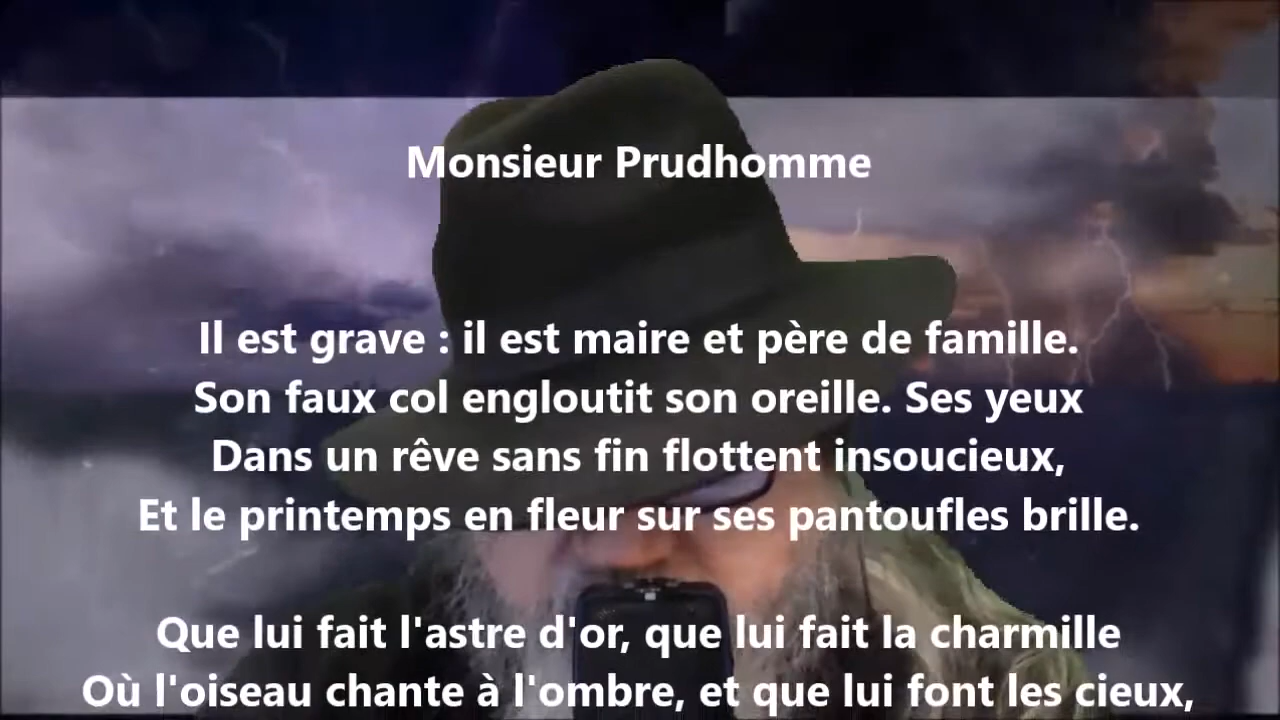 Monsieur Prudhomme
Il est grave : il est maire et père de famille.
Son faux col engloutit son oreille. Ses yeux
Dans un rêve sans fin flottent insoucieux,
Et le printemps en fleur sur ses pantoufles brille.
Que lui fait l'astre d'or, que lui fait la charmille
Où l'oiseau chante à l'ombre, et que lui font les cieux,